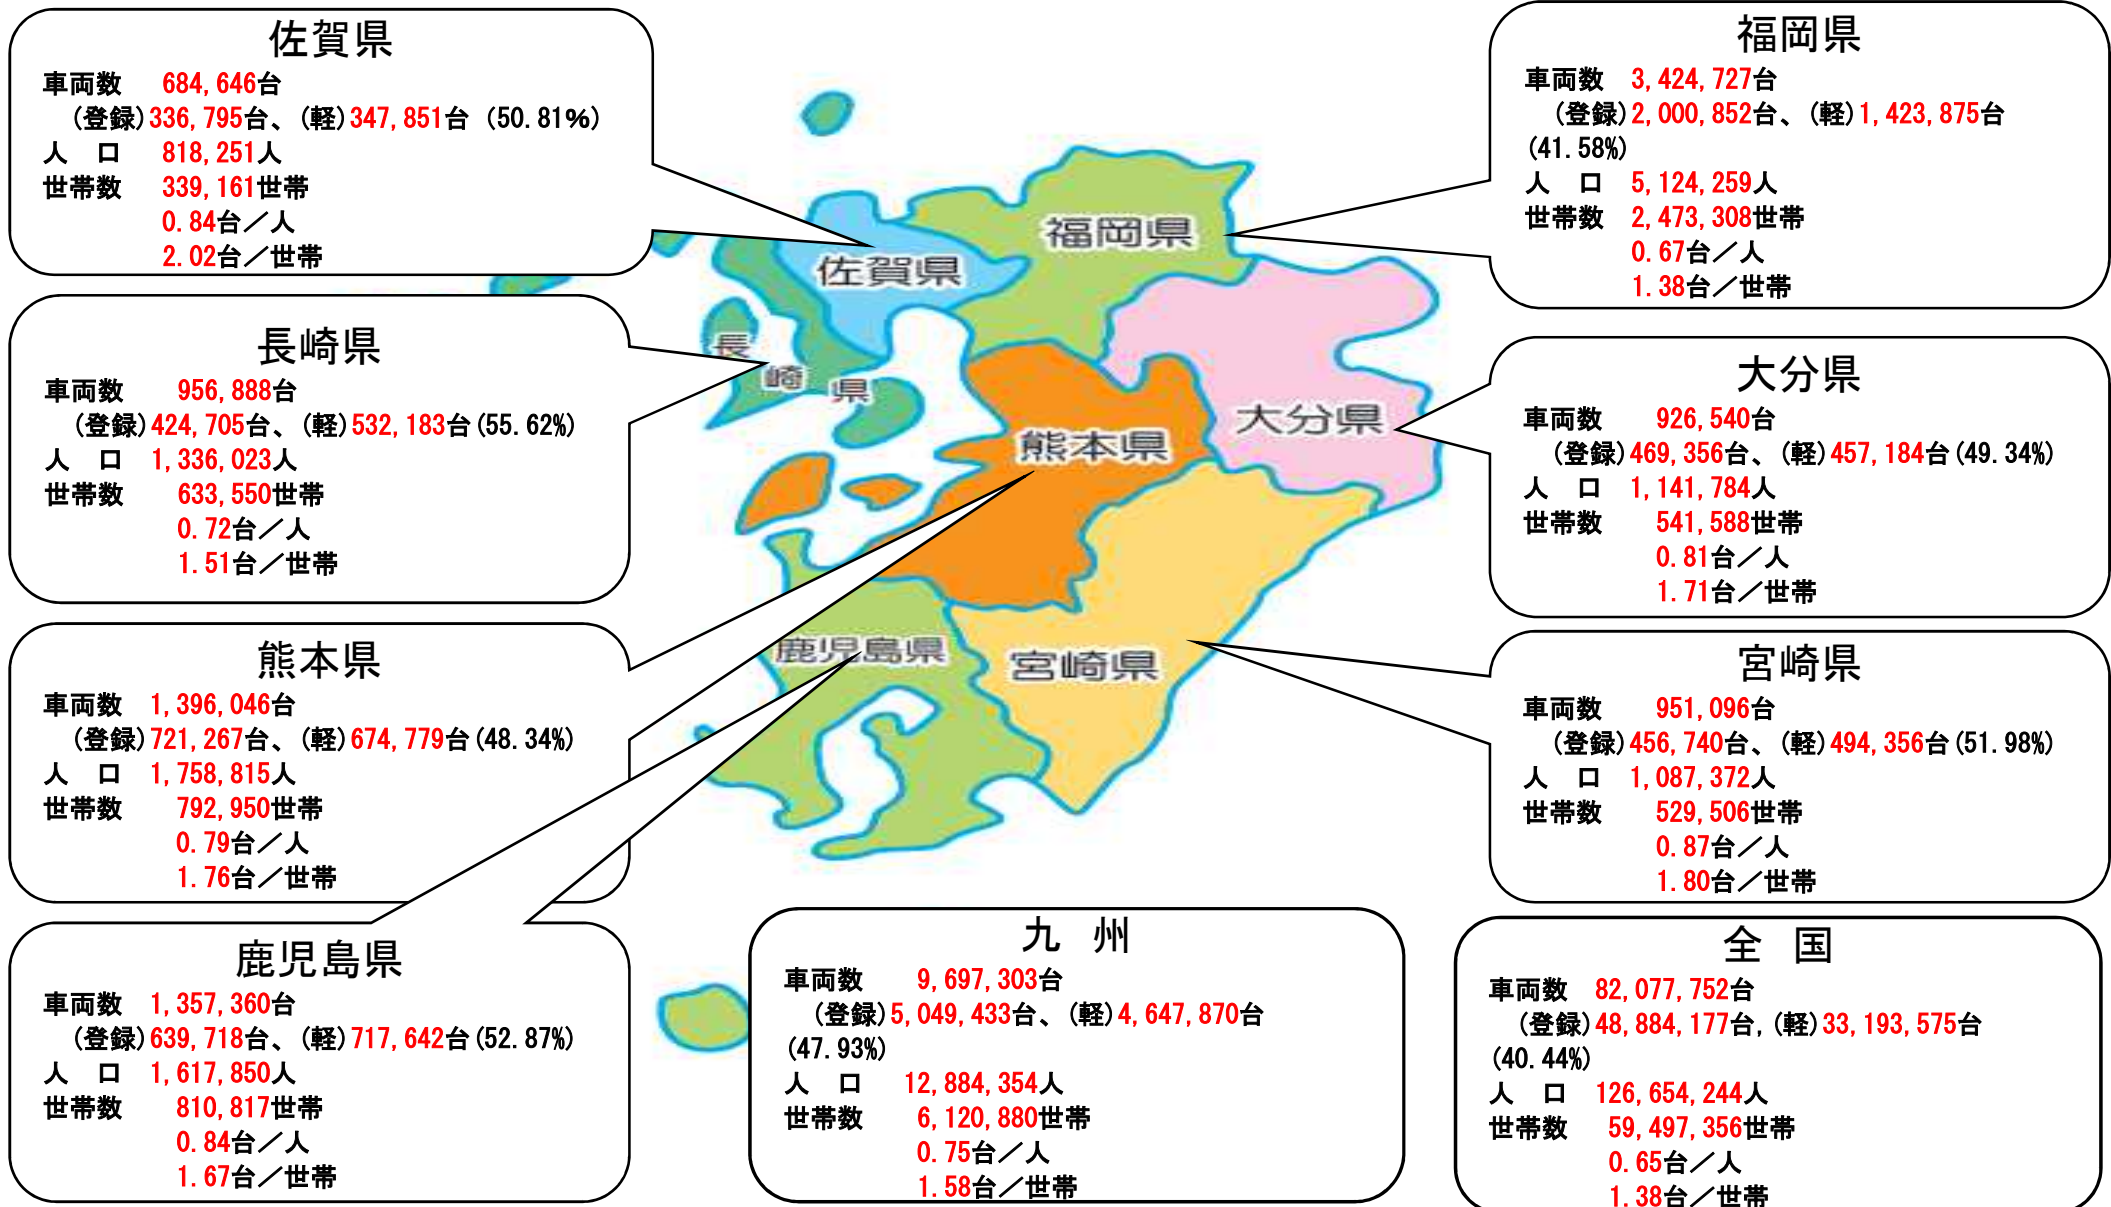 佐賀県
車両数 684,646台
(登録)336,795台、(軽)347,851台 (50.81%)
人 口 818,251人
世帯数 339,161世帯
0.84台／人
2.02台／世帯
長崎県
車両数 956,888台
(登録)424,705台、(軽)532,183台(55.62%)
人 口 1,336,023人
世帯数 633,550世帯
0.72台／人
1.51台／世帯
熊本県
車両数 1,396,046台
(登録)721,267台、(軽)674,779台(48.34%)
人 口 1,758,815人
世帯数 792,950世帯
0.79台／人
1.76台／世帯
鹿児島県
車両数 1,357,360台
(登録)639,718台、(軽)717,642台(52.87%)
人 口 1,617,850人
世帯数 810,817世帯
0.84台／人
1.67台／世帯
福岡県
佐賀県
長崎県
大分県
熊本県
鹿児島県
宮崎県
福岡県
車両数 3,424,727台
(登録)2,000,852台、(軽)1,423,875台
(41.58%)
人 口 5,124,259人
世帯数 2,473,308世帯
0.67台／人
1.38台／世帯
大分県
車両数 926,540台
(登録)469,356台、(軽)457,184台(49.34%)
人 口 1,141,784人
世帯数 541,588世帯
0.81台／人
1.71台／世帯
宮崎県
車両数 951,096台
(登録)456,740台、(軽)494,356台(51.98%)
人 口 1,087,372人
世帯数 529,506世帯
0.87台／人
1.80台／世帯
九 州
車両数 9,697,303台
(登録)5,049,433台、(軽)4,647,870台
(47.93%)
人 口 12,884,354人
世帯数 6,120,880世帯
0.75台／人
1.58台／世帯
全 国
車両数 82,077,752台
(登録)48,884,177台,(軽)33,193,575台
(40.44%)
人 口 126,654,244人
世帯数 59,497,356世帯
0.65台／人
1.38台／世帯